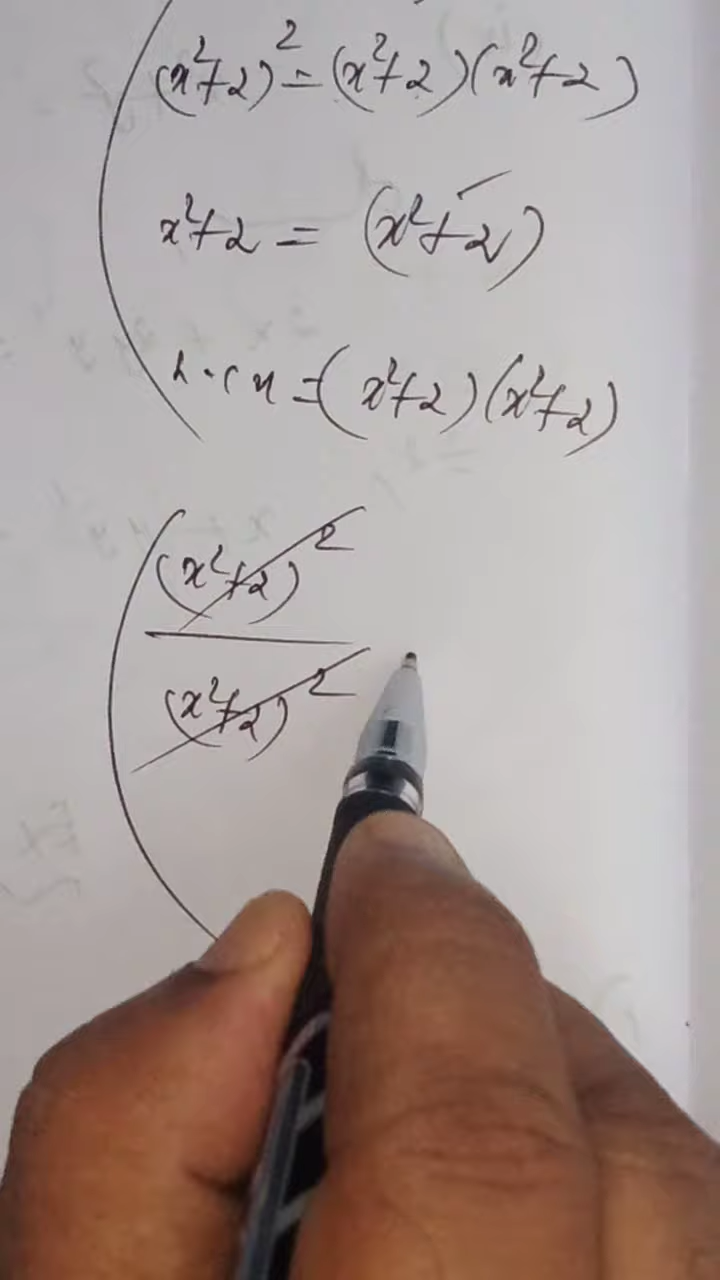 (x²+2)² = (x²+2)(x²+2)
x²+2 = (x²+2)
= (x²+2)(x²+2)
(x²+2)²
(x²+2)²